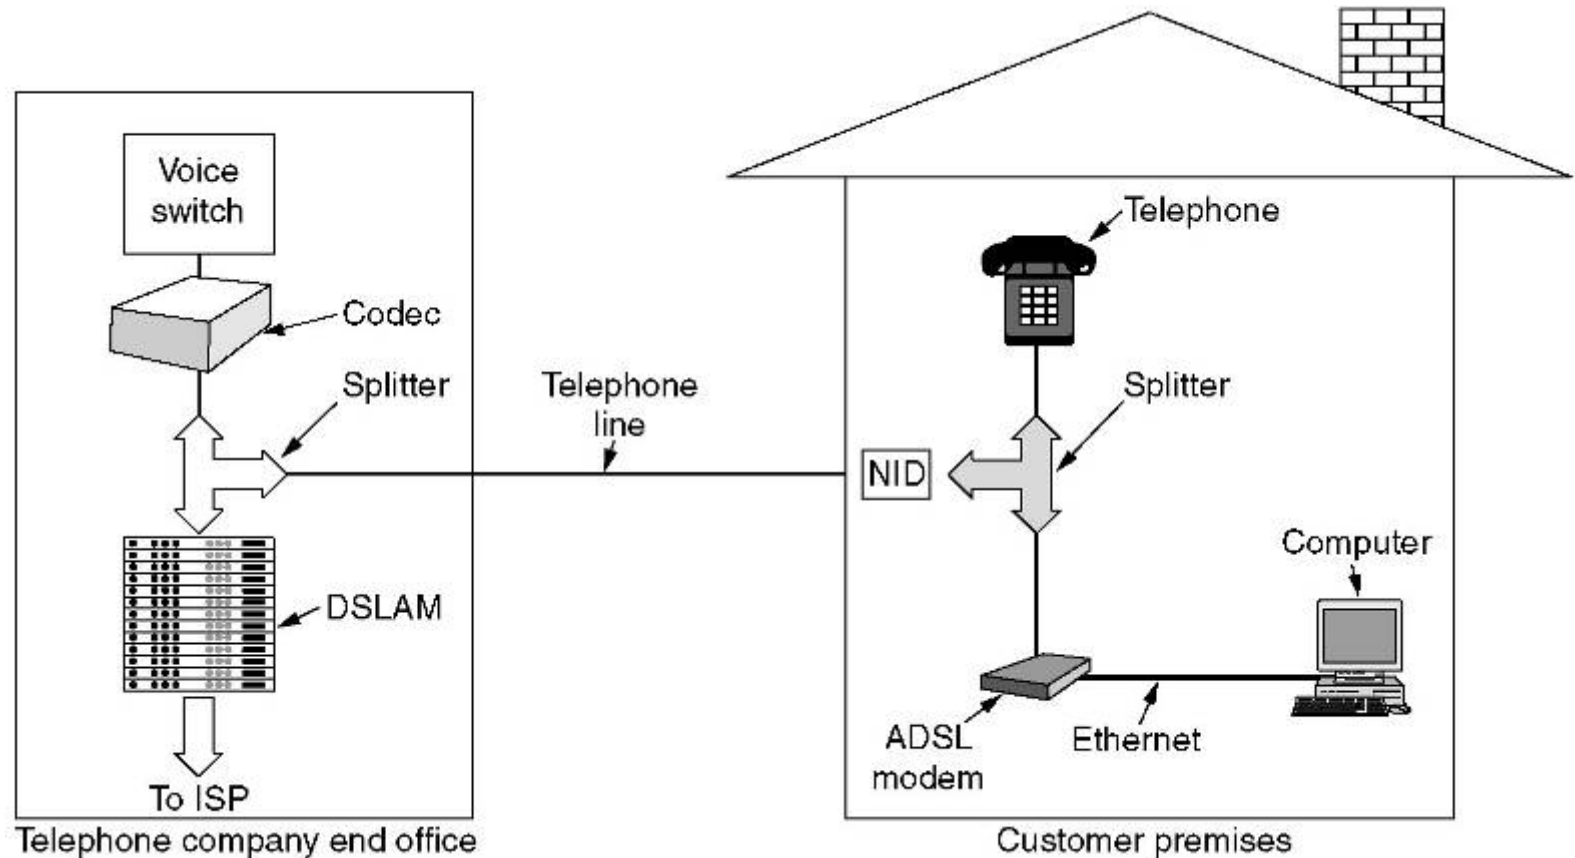 Voice
switch
Codec
Splitter
DSLAM
To ISP
Telephone company end office
Telephone
line
Telephone
Splitter
NID
Computer
ADSL
modem
Ethernet
Customer premises